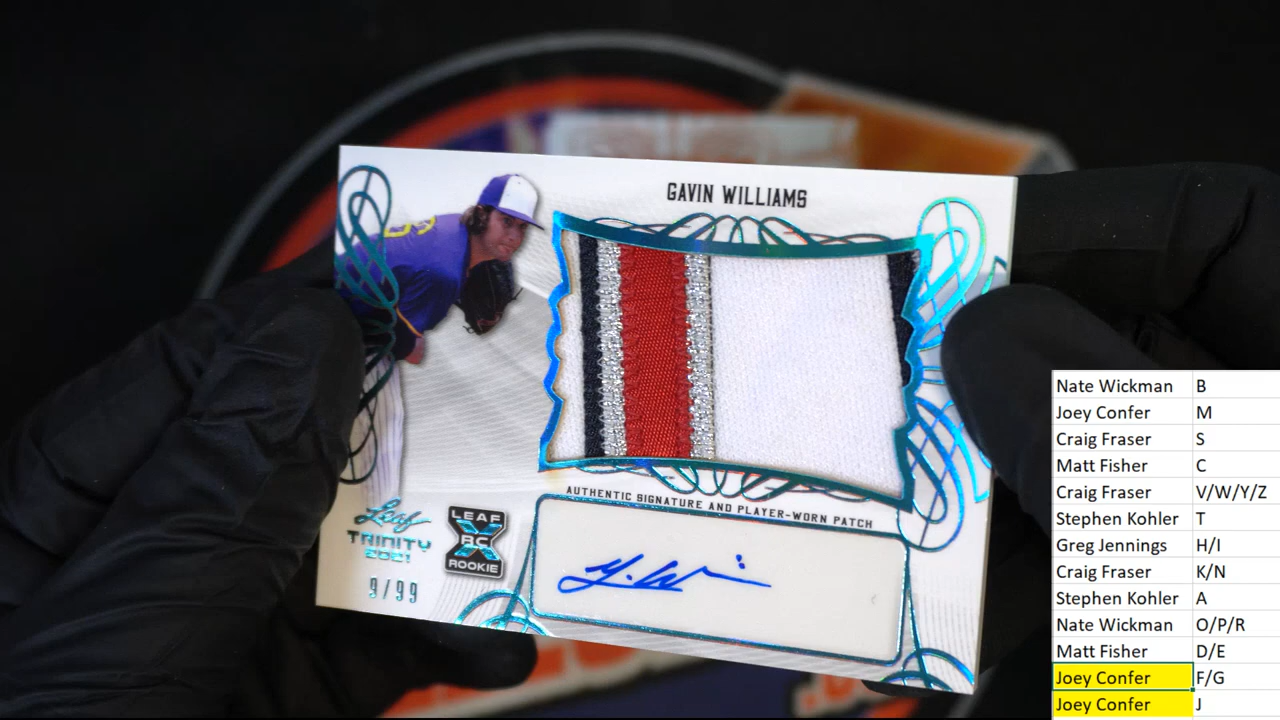 GAVIN WILLIAMS
AUTHENTIC SIGNATURE AND PLAYER-WORN PATCH
Leaf
TRINITY
2021
9/99
LEAF
RC
ROOKIE
Nate Wickman B
Joey Confer M
Craig Fraser S
Matt Fisher C
Craig Fraser V/W/Y/Z
Stephen Kohler T
Greg Jennings H/I
Craig Fraser K/N
Stephen Kohler A
Nate Wickman O/P/R
Matt Fisher D/E
Joey Confer F/G
Joey Confer J